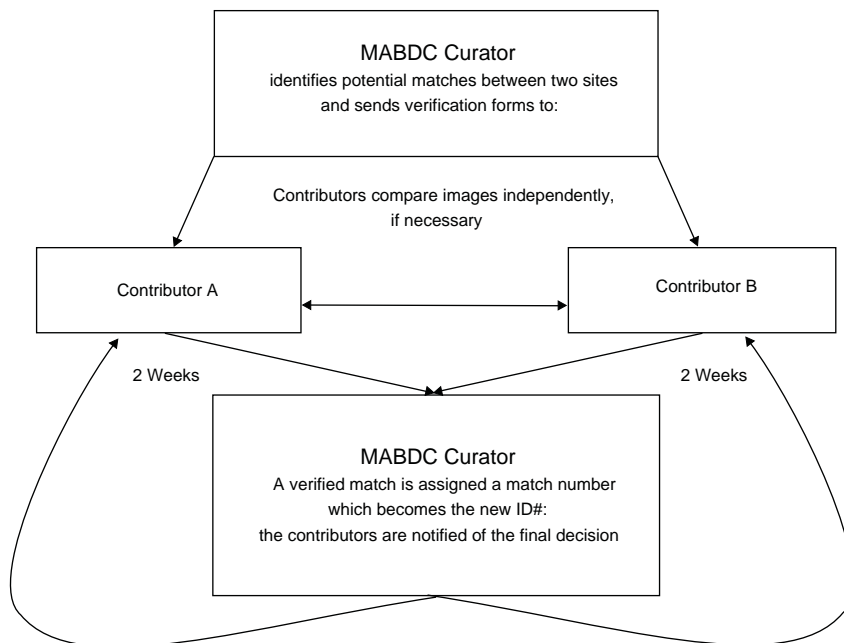 MABDC Curator
identifies potential matches between two sites
and sends verification forms to:
Contributors compare images independently,
if necessary
Contributor A
Contributor B
2 Weeks
2 Weeks
MABDC Curator
A verified match is assigned a match number
which becomes the new ID#:
the contributors are notified of the final decision